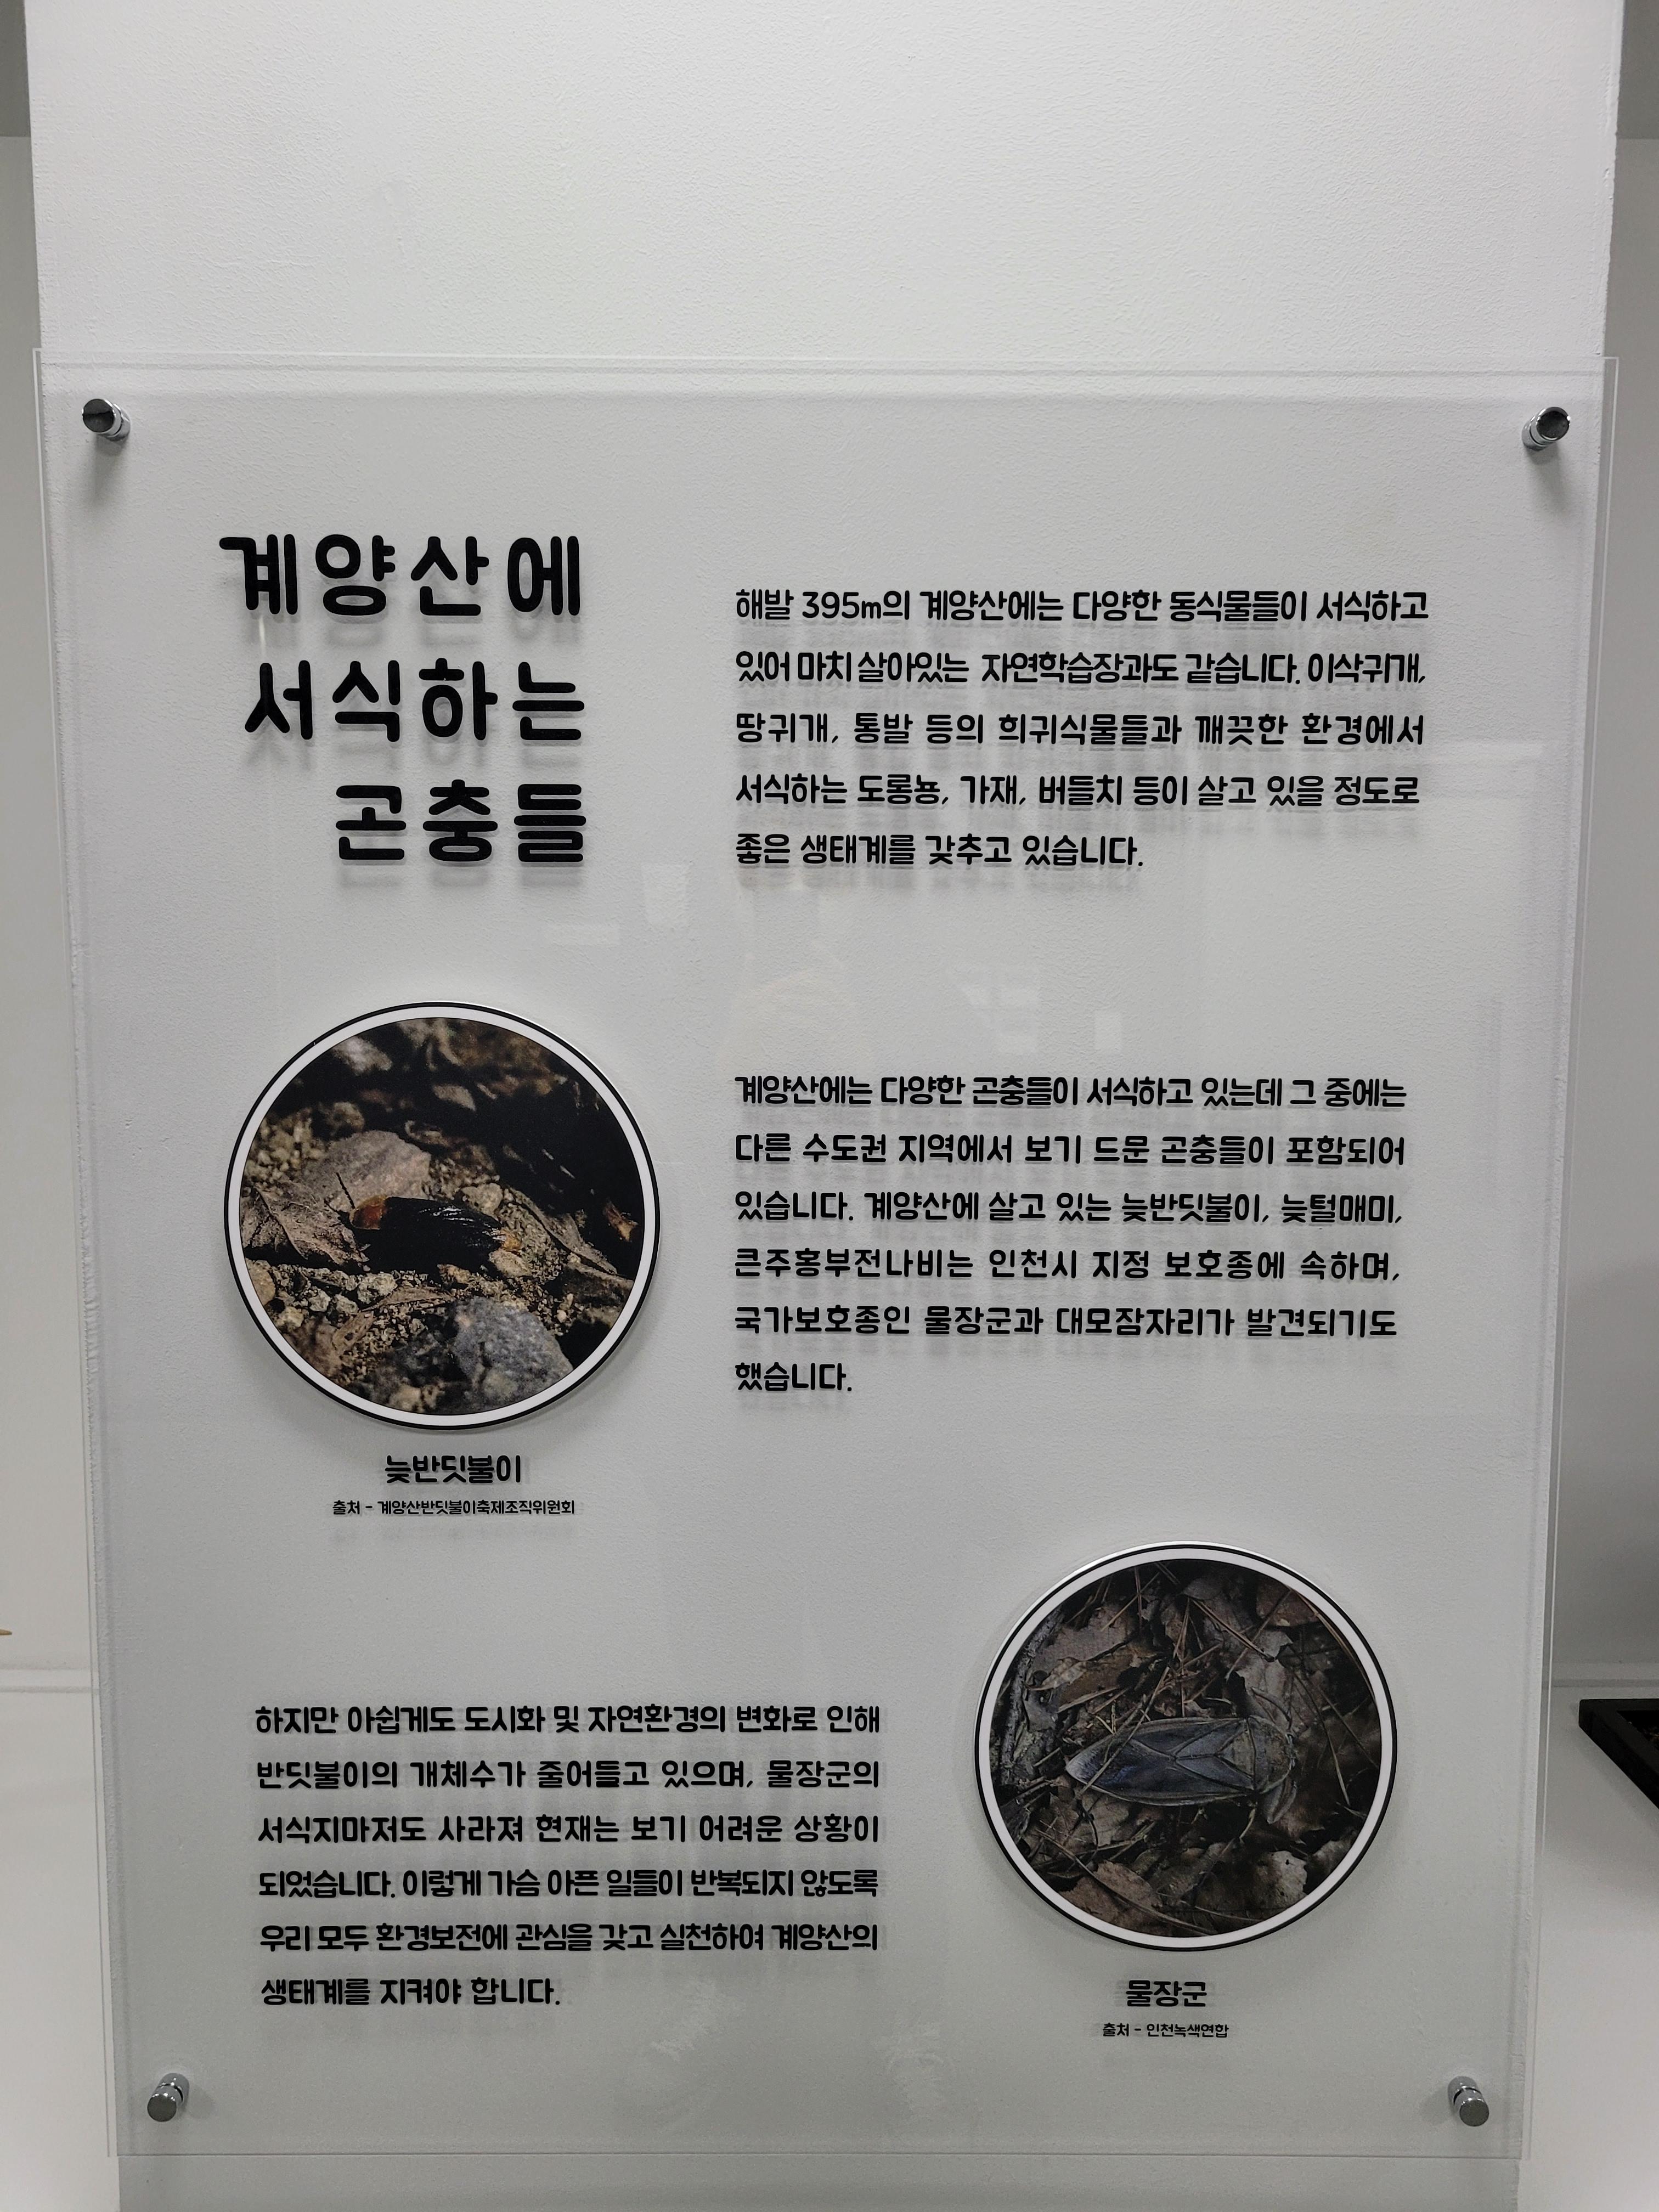 계양산에
서식하는
곤충들
해발 395m의 계양산에는 다양한 동식물들이 서식하고
있어 마치 살아있는 자연학습장과도 같습니다. 이삭귀개,
땅귀개, 통발 등의 희귀식물들과 깨끗한 환경에서
서식하는 도롱뇽, 가재, 버들치 등이 살고 있을 정도로
좋은 생태계를 갖추고 있습니다.
계양산에는 다양한 곤충들이 서식하고 있는데 그 중에는
다른 수도권 지역에서 보기 드문 곤충들이 포함되어
있습니다. 계양산에 살고 있는 늦반딧불이, 늦털매미,
큰주홍부전나비는 인천시 지정 보호종에 속하며,
국가보호종인 물장군과 대모잠자리가 발견되기도
했습니다.
늦반딧불이
출처 - 계양산반딧불이축제조직위원회
하지만 아쉽게도 도시화 및 자연환경의 변화로 인해
반딧불이의 개체수가 줄어들고 있으며, 물장군의
서식지마저도 사라져 현재는 보기 어려운 상황이
되었습니다. 이렇게 가슴 아픈 일들이 반복되지 않도록
우리 모두 환경보전에 관심을 갖고 실천하여 계양산의
생태계를 지켜야 합니다.
물장군
출처 - 인천녹색연합